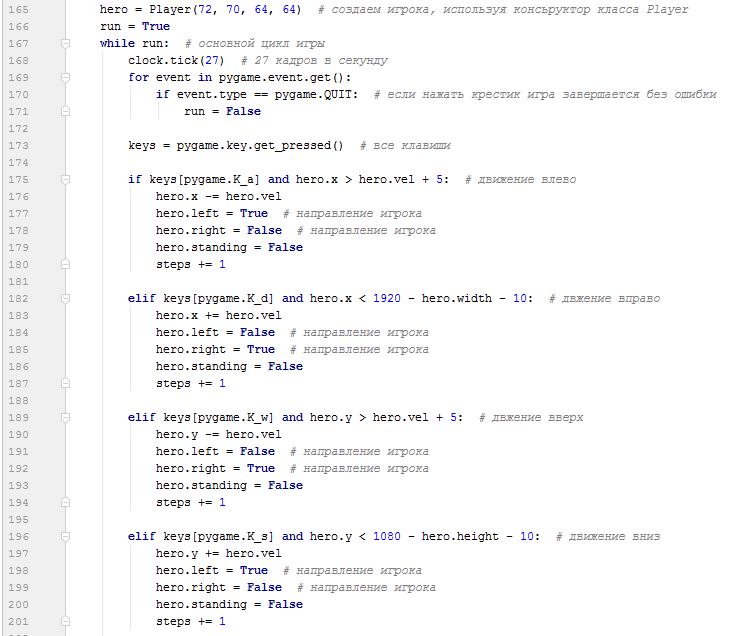 165 hero = Player(72, 70, 64, 64)  # создаем игрока, используя консьруктор класса Player
166 run = True
167 while run:  # основной цикл игры
168     clock.tick(27)  # 27 кадров в секунду
169     for event in pygame.event.get():
170         if event.type == pygame.QUIT:  # если нажать крестик игра завершается без ошибки
171             run = False
172
173     keys = pygame.key.get_pressed()  # все клавиши
174
175     if keys[pygame.K_a] and hero.x > hero.vel + 5:  # движение влево
176         hero.x -= hero.vel
177         hero.left = True  # направление игрока
178         hero.right = False  # направление игрока
179         hero.standing = False
180         steps += 1
181
182     elif keys[pygame.K_d] and hero.x < 1920 - hero.width - 10:  # двжение вправо
183         hero.x += hero.vel
184         hero.left = False  # направление игрока
185         hero.right = True  # направление игрока
186         hero.standing = False
187         steps += 1
188
189     elif keys[pygame.K_w] and hero.y > hero.vel + 5:  # двжение вверх
190         hero.y -= hero.vel
191         hero.left = False  # направление игрока
192         hero.right = True  # направление игрока
193         hero.standing = False
194         steps += 1
195
196     elif keys[pygame.K_s] and hero.y < 1080 - hero.height - 10:  # движение вниз
197         hero.y += hero.vel
198         hero.left = True  # направление игрока
199         hero.right = False  # направление игрока
200         hero.standing = False
201         steps += 1